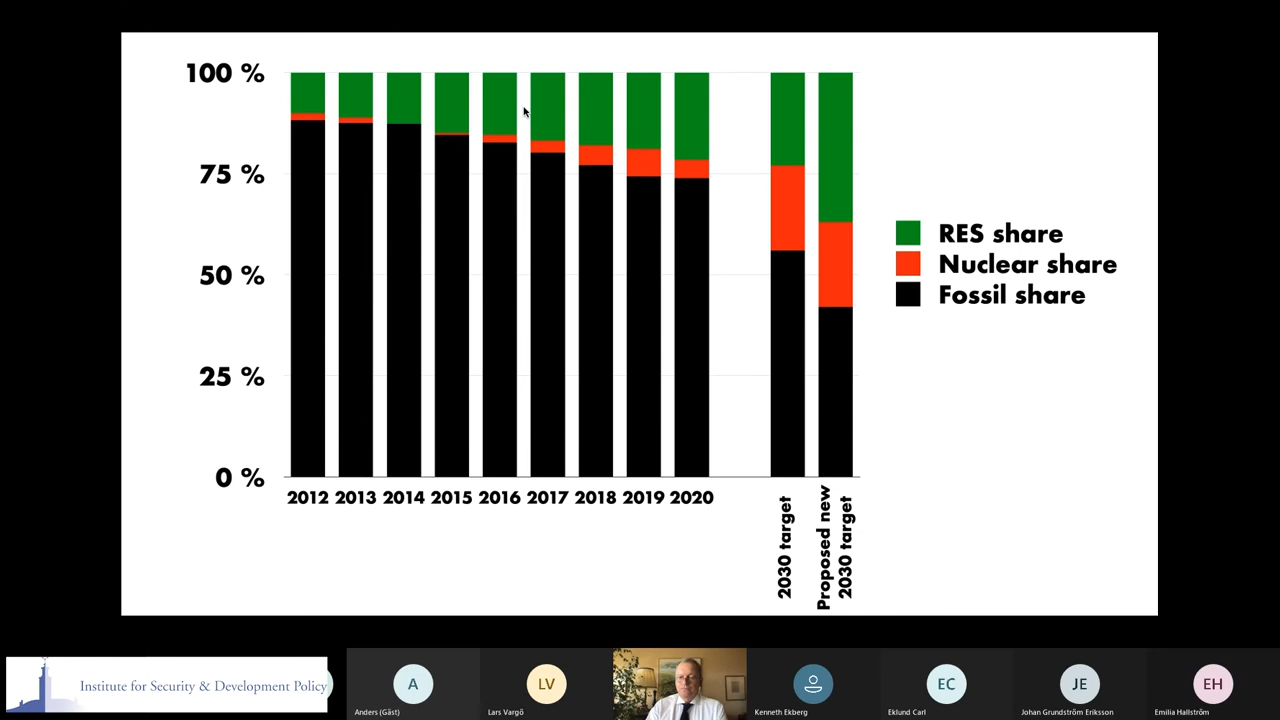 100 %
75 %
50 %
25 %
0 %
2012 2013 2014 2015 2016 2017 2018 2019 2020
2030 target
Proposed new
2030 target
RES share
Nuclear share
Fossil share
Institute for Security & Development Policy
A
Anders (Gäst)
LV
Lars Vargö
Kenneth Ekberg
EC
Eklund Carl
JE
Johan Grundström Eriksson
EH
Emilia Hallström